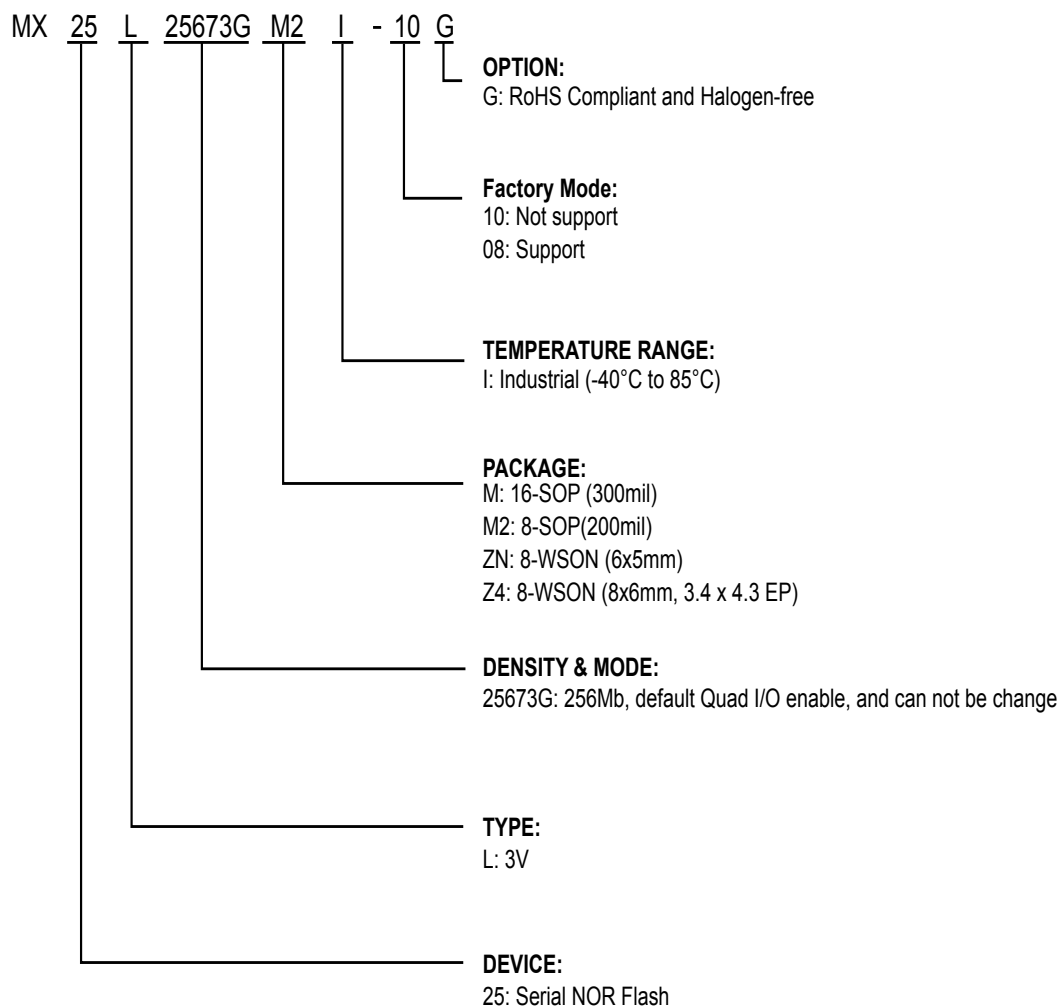 MX 25 L 25673G M2 I - 10 G
OPTION:
G: RoHS Compliant and Halogen-free
Factory Mode:
10: Not support
08: Support
TEMPERATURE RANGE:
I: Industrial (-40°C to 85°C)
PACKAGE:
M: 16-SOP (300mil)
M2: 8-SOP(200mil)
ZN: 8-WSON (6x5mm)
Z4: 8-WSON (8x6mm, 3.4 x 4.3 EP)
DENSITY & MODE:
25673G: 256Mb, default Quad I/O enable, and can not be change
TYPE:
L: 3V
DEVICE:
25: Serial NOR Flash